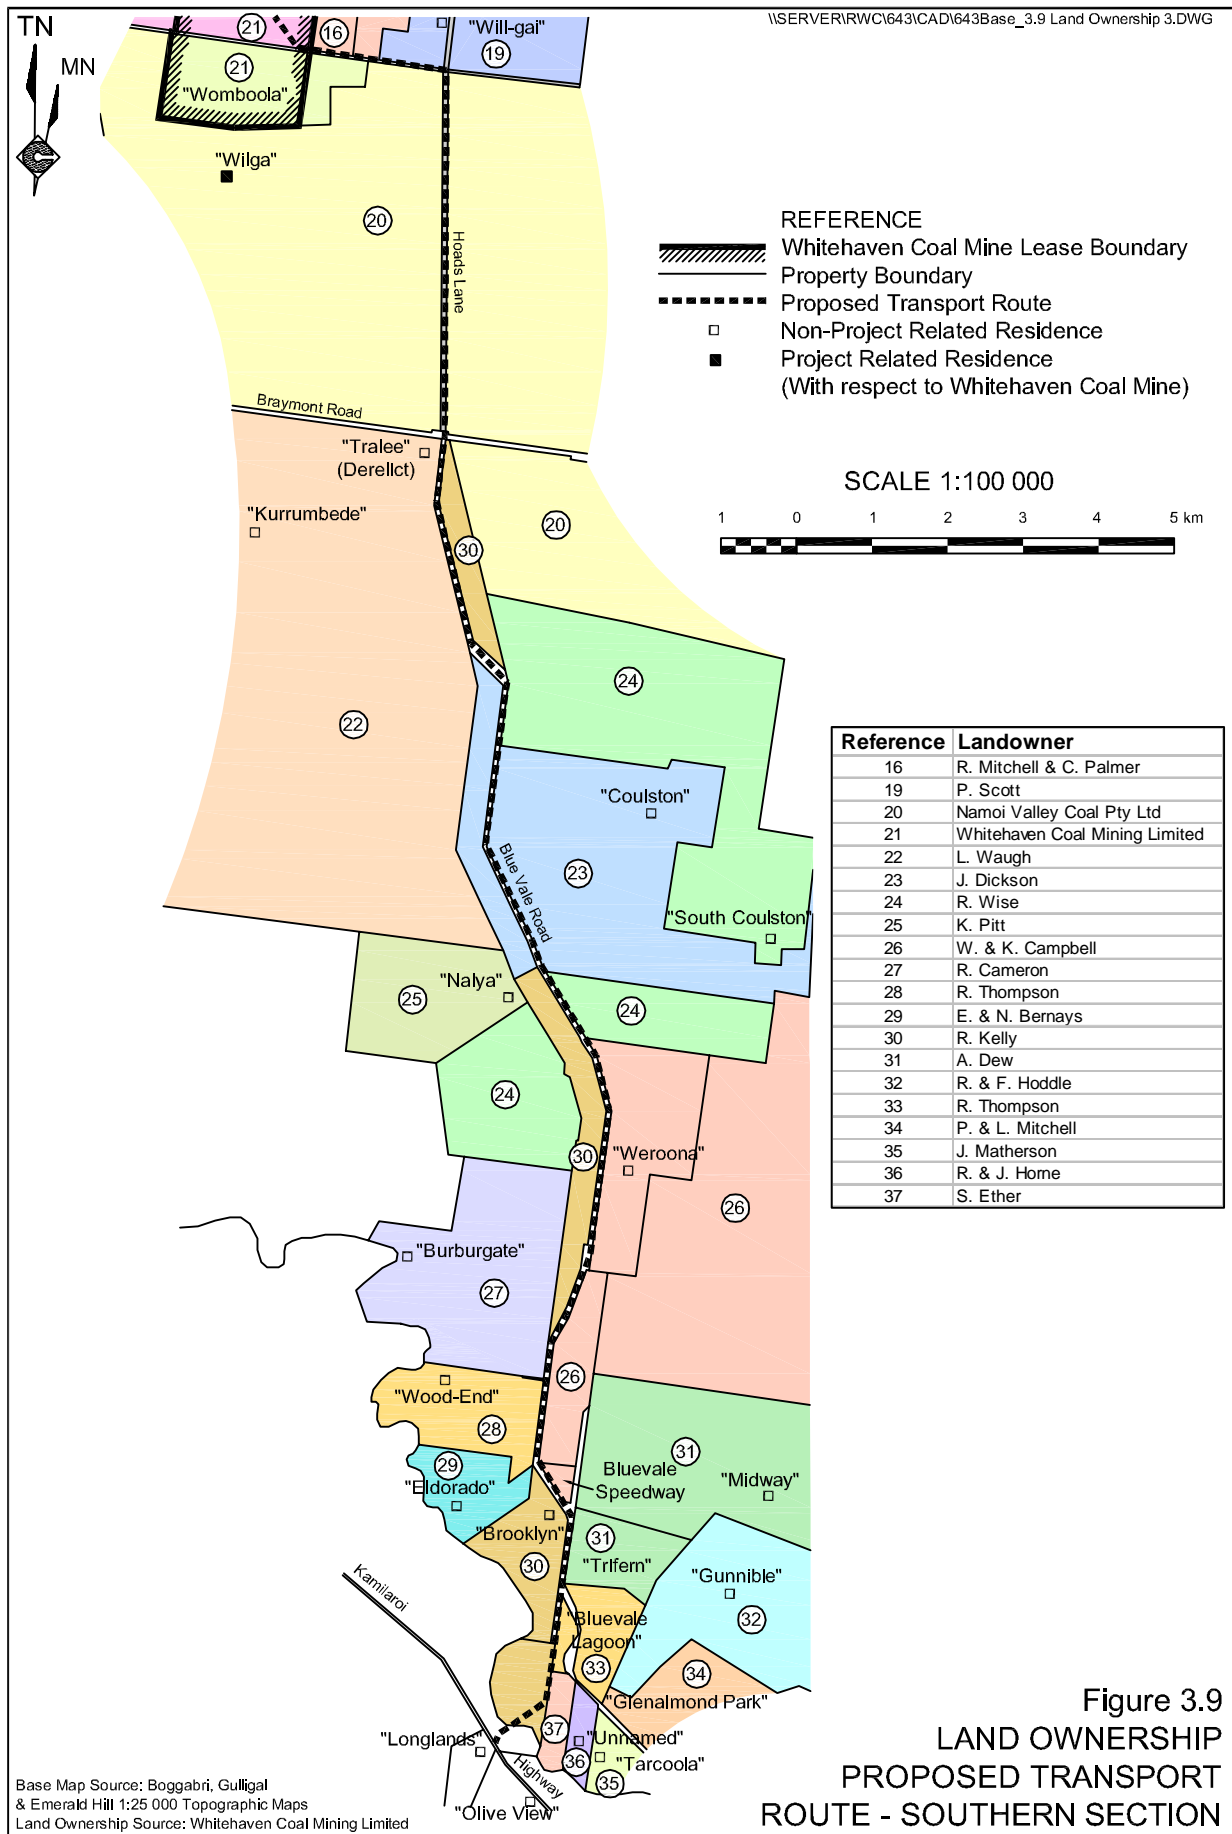 \\SERVER\RWC\643\CAD\643Base_3.9 Land Ownership 3.DWG
TN
MN
21
16
"Will-gai"
19
21
"Womboola"
"Wilga"
20
Hoads Lane
REFERENCE
Whitehaven Coal Mine Lease Boundary
Property Boundary
Proposed Transport Route
Non-Project Related Residence
Project Related Residence
(With respect to Whitehaven Coal Mine)
Braymont Road
"Tralee"
(Derelict)
"Kurrumbede"
30
20
SCALE 1:100 000
1 0 1 2 3 4 5 km
24
22
"Coulston"
Blue Vale Road
23
"South Coulston"
Reference Landowner
16 R. Mitchell & C. Palmer
19 P. Scott
20 Namoi Valley Coal Pty Ltd
21 Whitehaven Coal Mining Limited
22 L. Waugh
23 J. Dickson
24 R. Wise
25 K. Pitt
26 W. & K. Campbell
27 R. Cameron
28 R. Thompson
29 E. & N. Bernays
30 R. Kelly
31 A. Dew
32 R. & F. Hoddle
33 R. Thompson
34 P. & L. Mitchell
35 J. Matherson
36 R. & J. Horne
37 S. Ether
"Nalya"
25
24
24
30
"Weroona"
26
"Burburgate"
27
26
"Wood-End"
28
31
29
"Eldorado"
Bluevale
Speedway
"Midway"
"Brooklyn"
31
"Trifern"
30
"Gunnible"
32
Kamilaroi
"Bluevale
Lagoon"
33
34
"Glenalmond Park"
37
"Longlands"
"Unnamed"
36
"Tarcoola"
35
Highway
"Olive View"
Base Map Source: Boggabri, Gulligal
& Emerald Hill 1:25 000 Topographic Maps
Land Ownership Source: Whitehaven Coal Mining Limited
Figure 3.9
LAND OWNERSHIP
PROPOSED TRANSPORT
ROUTE - SOUTHERN SECTION